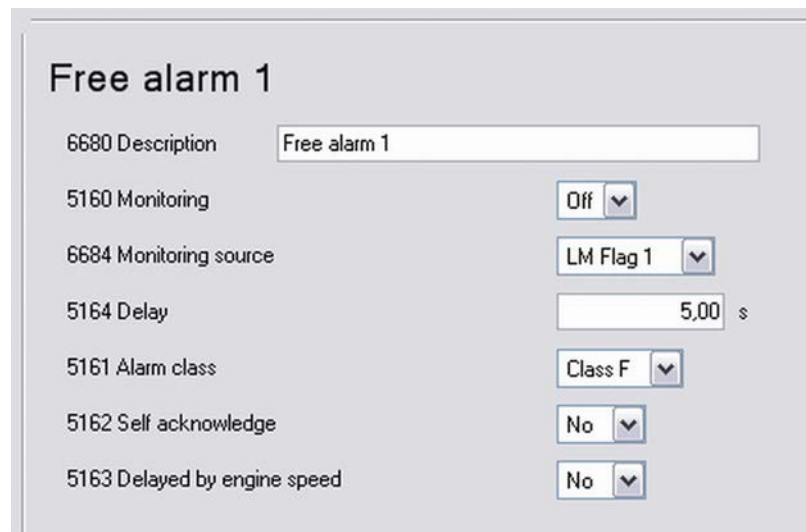 Free alarm 1
6680 Description Free alarm 1
5160 Monitoring Off
6684 Monitoring source LM Flag 1
5164 Delay 5,00 s
5161 Alarm class Class F
5162 Self acknowledge No
5163 Delayed by engine speed No